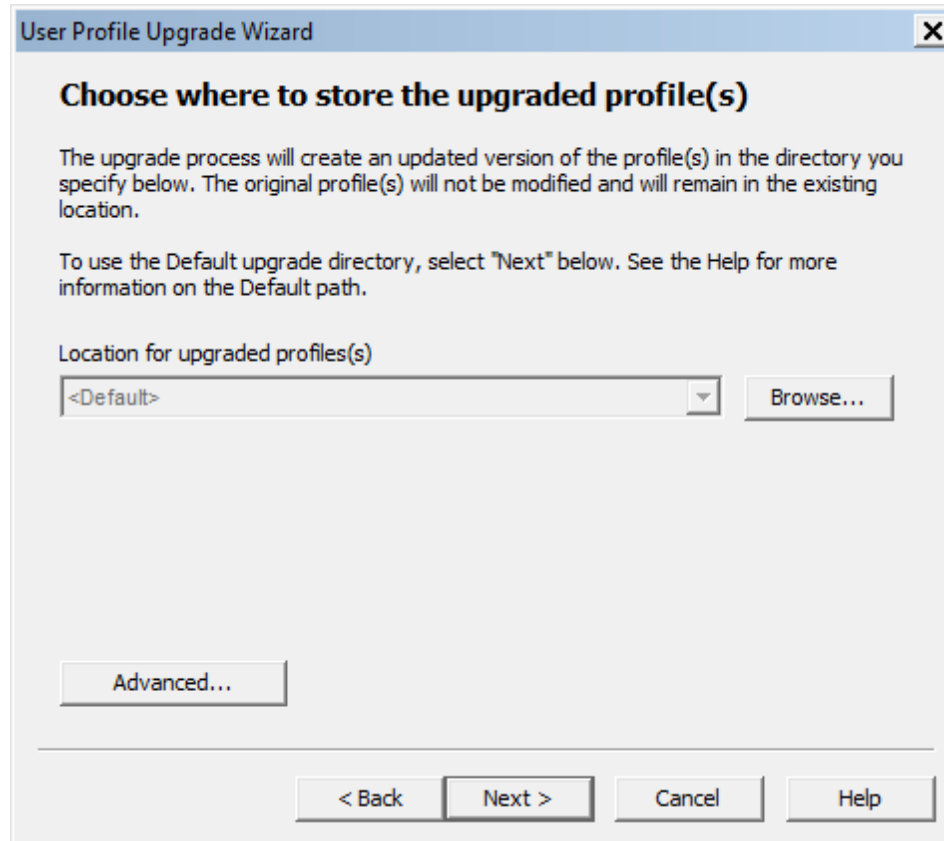 User Profile Upgrade Wizard
Choose where to store the upgraded profile(s)
The upgrade process will create an updated version of the profile(s) in the directory you
specify below. The original profile(s) will not be modified and will remain in the existing
location.
To use the Default upgrade directory, select "Next" below. See the Help for more
information on the Default path.
Location for upgraded profiles(s)
<Default>
Browse...
Advanced...
< Back
Next >
Cancel
Help